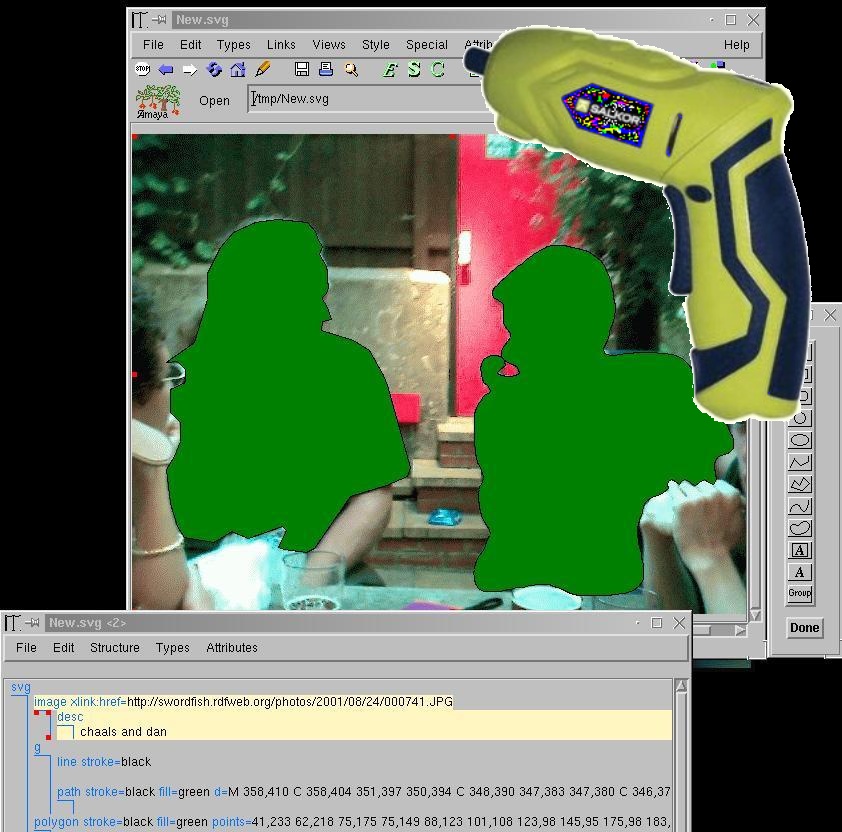 New.svg
File Edit Types Links Views Style Special Attrib Help
STOP E S C
Open /tmp/New.svg
Amaya
SALKOR
A
A
Group
Done
New.svg <2>
File Edit Structure Types Attributes
svg
image xlink:href=http://swordfish.rdfweb.org/photos/2001/08/24/000741.JPG
desc
chaals and dan
g
line stroke=black
path stroke=black fill=green d=M 358,410 C 358,404 351,397 350,394 C 348,390 347,383 347,380 C 346,37
polygon stroke=black fill=green points=41,233 62,218 75,175 75,149 88,123 101,108 123,98 145,95 175,98 183,